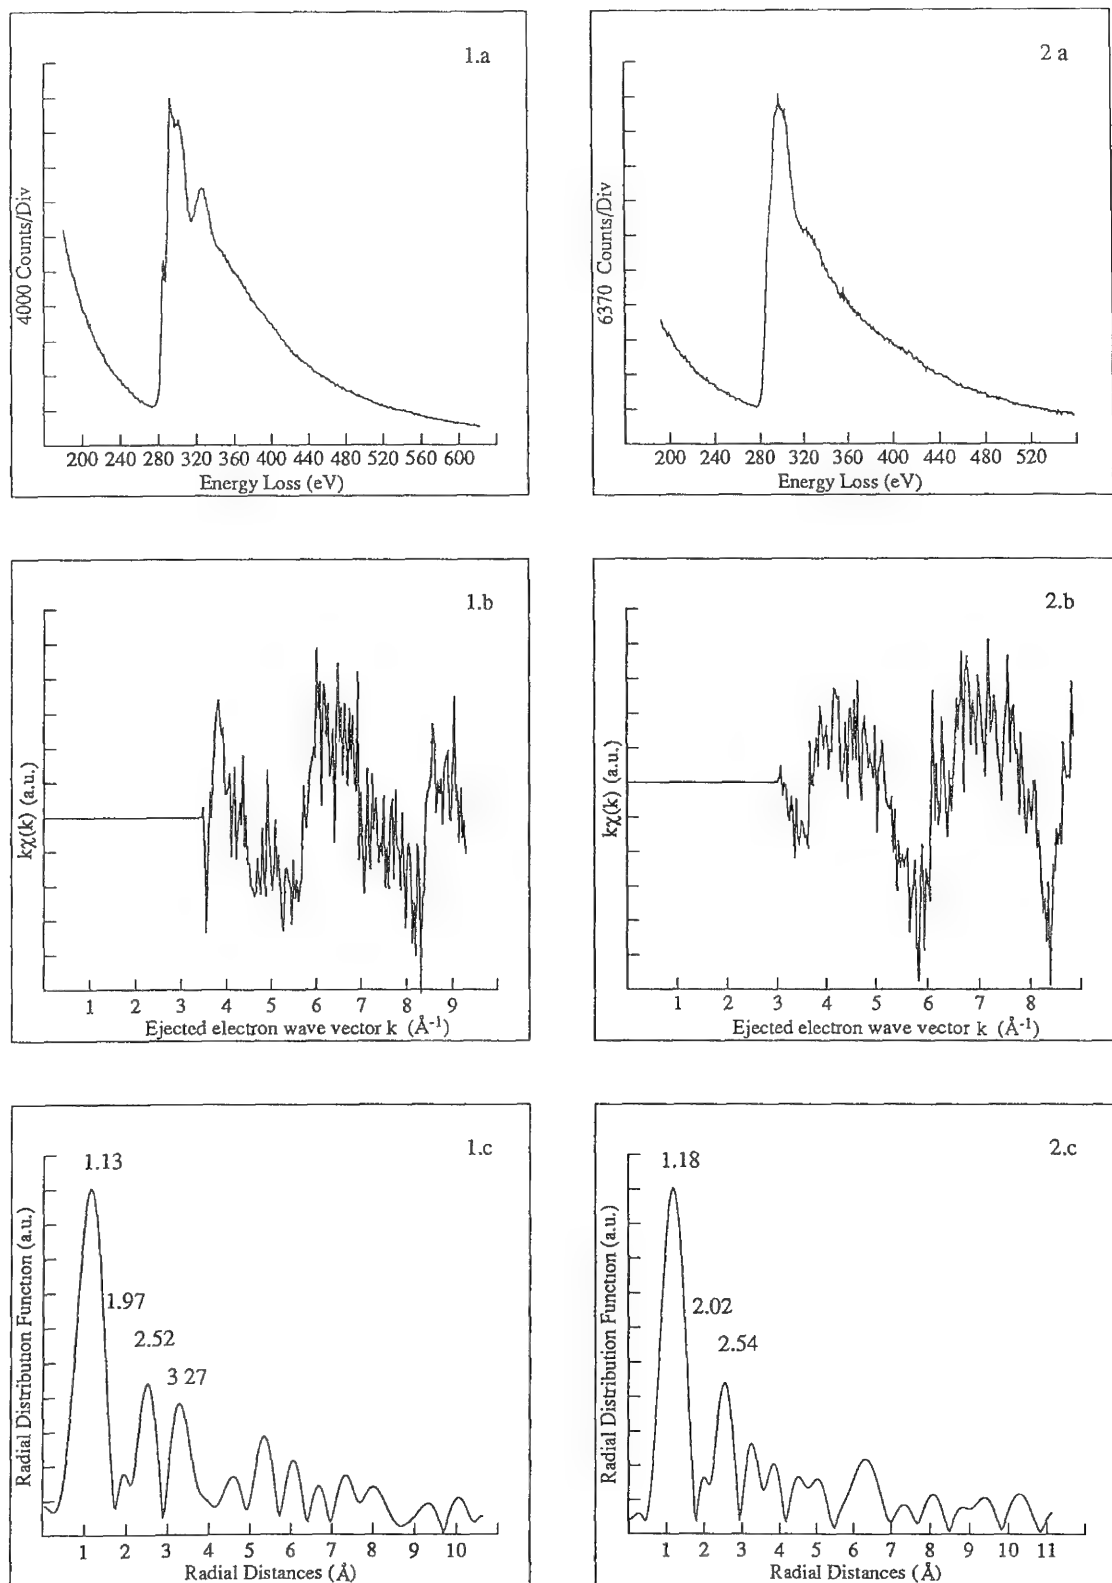 1.a
4000 Counts/Div
200 240 280 320 360 400 440 480 520 560 600
Energy Loss (eV)
2 a
6370 Counts/Div
200 240 280 320 360 400 440 480 520
Energy Loss (eV)
1.b
kχ(k) (a.u.)
1 2 3 4 5 6 7 8 9
Ejected electron wave vector k (Å-1)
2.b
kχ(k) (a.u.)
1 2 3 4 5 6 7 8
Ejected electron wave vector k (Å-1)
1.c
1.13
1.97
2.52
3 27
Radial Distribution Function (a.u.)
1 2 3 4 5 6 7 8 9 10
Radial Distances (Å)
2.c
1.18
2.02
2.54
Radial Distribution Function (a.u.)
1 2 3 4 5 6 7 8 9 10 11
Radial Distances (Å)